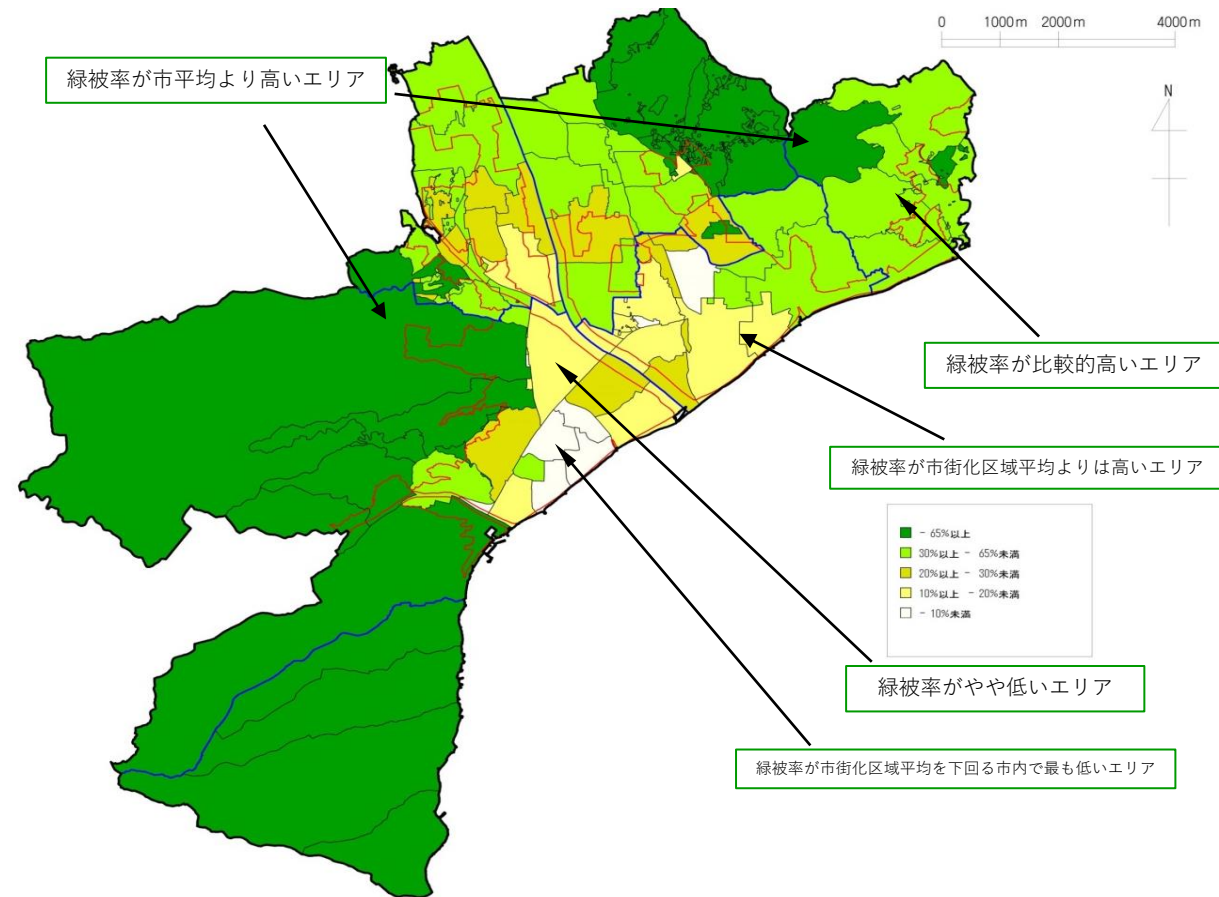 0 1000m 2000m 4000m
緑被率が市平均より高いエリア
N
緑被率が比較的高いエリア
緑被率が市街化区域平均よりは高いエリア
- 65%以上
30%以上 - 65%未満
20%以上 - 30%未満
10%以上 - 20%未満
- 10%未満
緑被率がやや低いエリア
緑被率が市街化区域平均を下回る市内で最も低いエリア